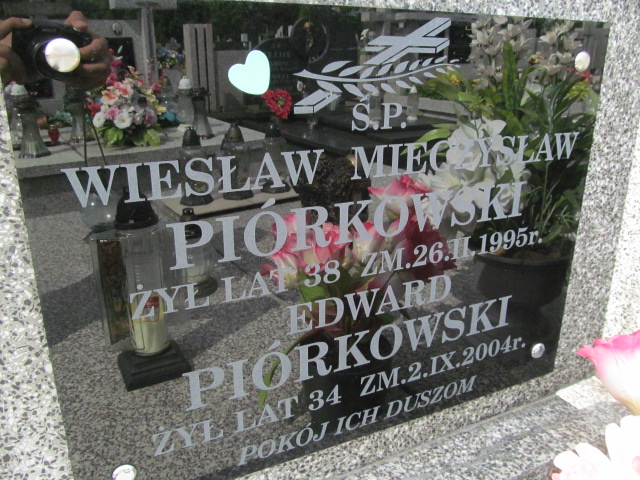 Ś.P.
WIESŁAW MIECZYSŁAW
PIÓRKOWSKI
ŻYŁ LAT 38 ZM.26.II.1995r.
EDWARD
PIÓRKOWSKI
ŻYŁ LAT 34 ZM.2.IX.2004r.
POKÓJ ICH DUSZOM